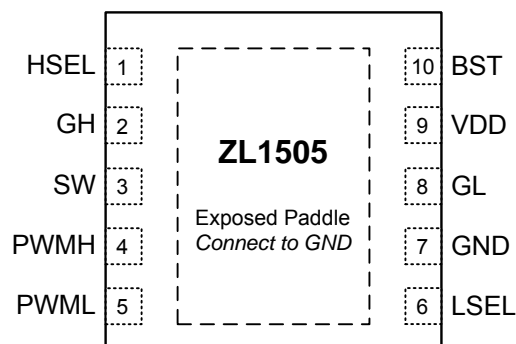 HSEL 1 10 BST
GH 2 9 VDD
ZL1505
SW 3 8 GL
Exposed Paddle
Connect to GND
PWMH 4 7 GND
PWML 5 6 LSEL